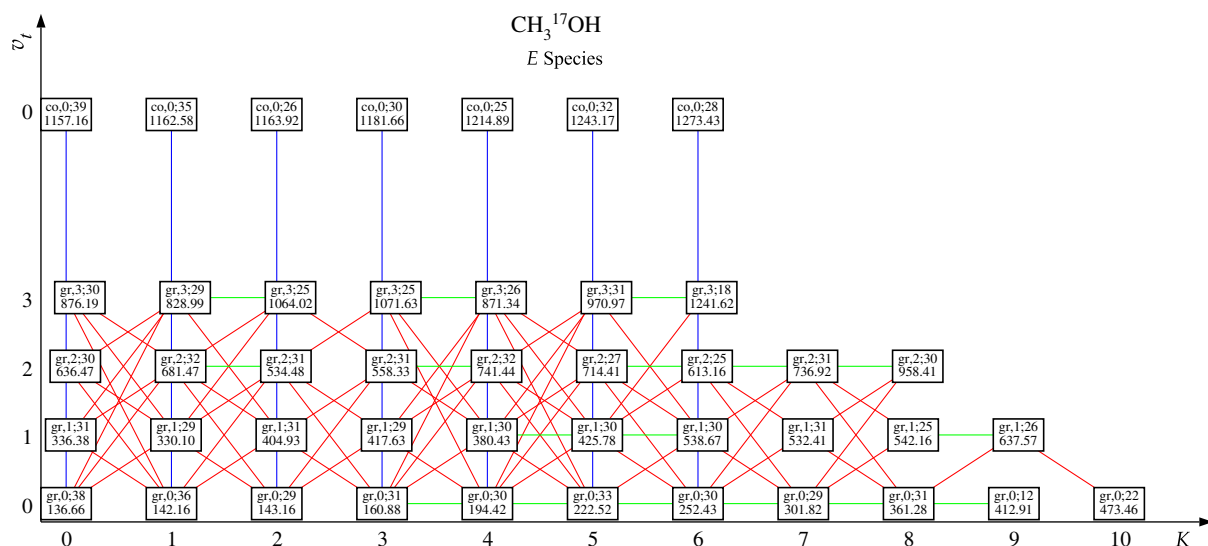 CH₃¹⁷OH
E Species
v_t
0
co,0;39 co,0;35 co,0;26 co,0;30 co,0;25 co,0;32 co,0;28
1157.16 1162.58 1163.92 1181.66 1214.89 1243.17 1273.43
3
gr,3;30 gr,3;29 gr,3;25 gr,3;25 gr,3;26 gr,3;31 gr,3;18
876.19 828.99 1064.02 1071.63 871.34 970.97 1241.62
2
gr,2;30 gr,2;32 gr,2;31 gr,2;31 gr,2;32 gr,2;27 gr,2;25 gr,2;31 gr,2;30
636.47 681.47 534.48 558.33 741.44 714.41 613.16 736.92 958.41
1
gr,1;31 gr,1;29 gr,1;31 gr,1;29 gr,1;30 gr,1;30 gr,1;30 gr,1;31 gr,1;25 gr,1;26
336.38 330.10 404.93 417.63 380.43 425.78 538.67 532.41 542.16 637.57
0
gr,0;38 gr,0;36 gr,0;29 gr,0;31 gr,0;30 gr,0;33 gr,0;30 gr,0;29 gr,0;31 gr,0;12 gr,0;22
136.66 142.16 143.16 160.88 194.42 222.52 252.43 301.82 361.28 412.91 473.46
0 1 2 3 4 5 6 7 8 9 10 K